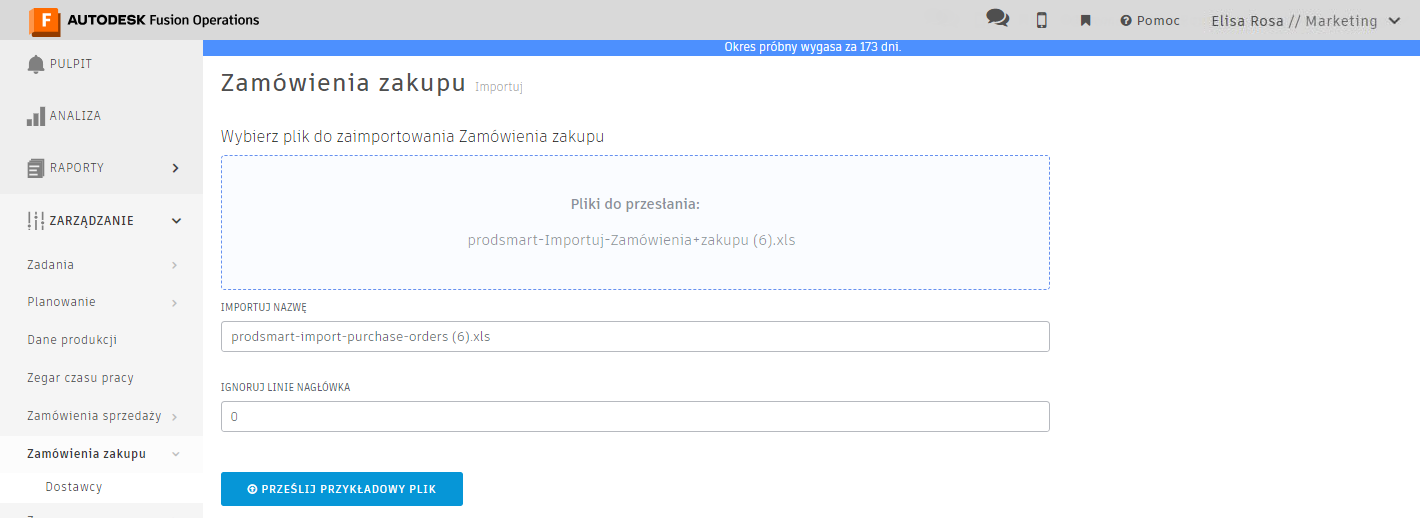 F AUTODESK Fusion Operations
Pomoc
Elisa Rosa // Marketing
Okres próbny wygasa za 173 dni.
PULPIT
ANALIZA
RAPORTY
ZARZĄDZANIE
Zadania
Planowanie
Dane produkcji
Zegar czasu pracy
Zamówienia sprzedaży
Zamówienia zakupu
Dostawcy
Zamówienia zakupu Importuj
Wybierz plik do zaimportowania Zamówienia zakupu
Pliki do przesłania:
prodsmart-Importuj-Zamówienia+zakupu (6).xls
IMPORTUJ NAZWĘ
prodsmart-import-purchase-orders (6).xls
IGNORUJ LINIE NAGŁÓWKA
0
PRZEŚLIJ PRZYKŁADOWY PLIK